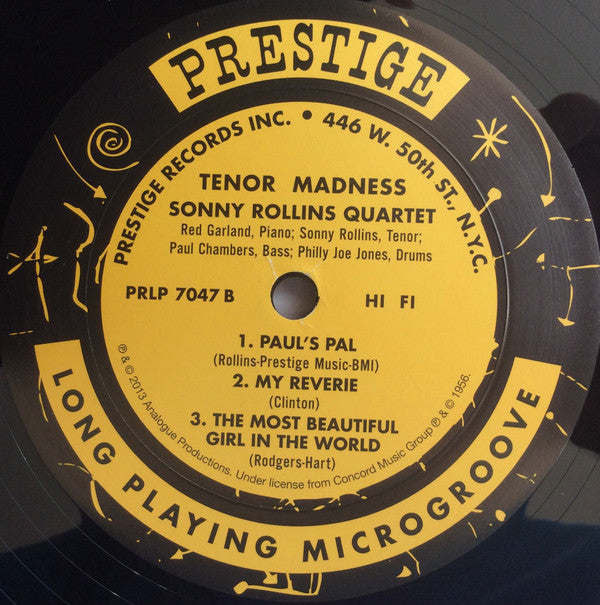 PRESTIGE
PRESTIGE RECORDS INC. • 446 W. 50th ST., N.Y.C.
TENOR MADNESS
SONNY ROLLINS QUARTET
Red Garland, Piano; Sonny Rollins, Tenor;
Paul Chambers, Bass; Philly Joe Jones, Drums
PRLP 7047 B
HI FI
1. PAUL'S PAL
(Rollins-Prestige Music-BMI)
2. MY REVERIE
(Clinton)
3. THE MOST BEAUTIFUL
GIRL IN THE WORLD
(Rodgers-Hart)
℗ & © 2013 Analogue Productions. Under license from Concord Music Group ℗ & © 1956.
LONG PLAYING MICROGROOVE